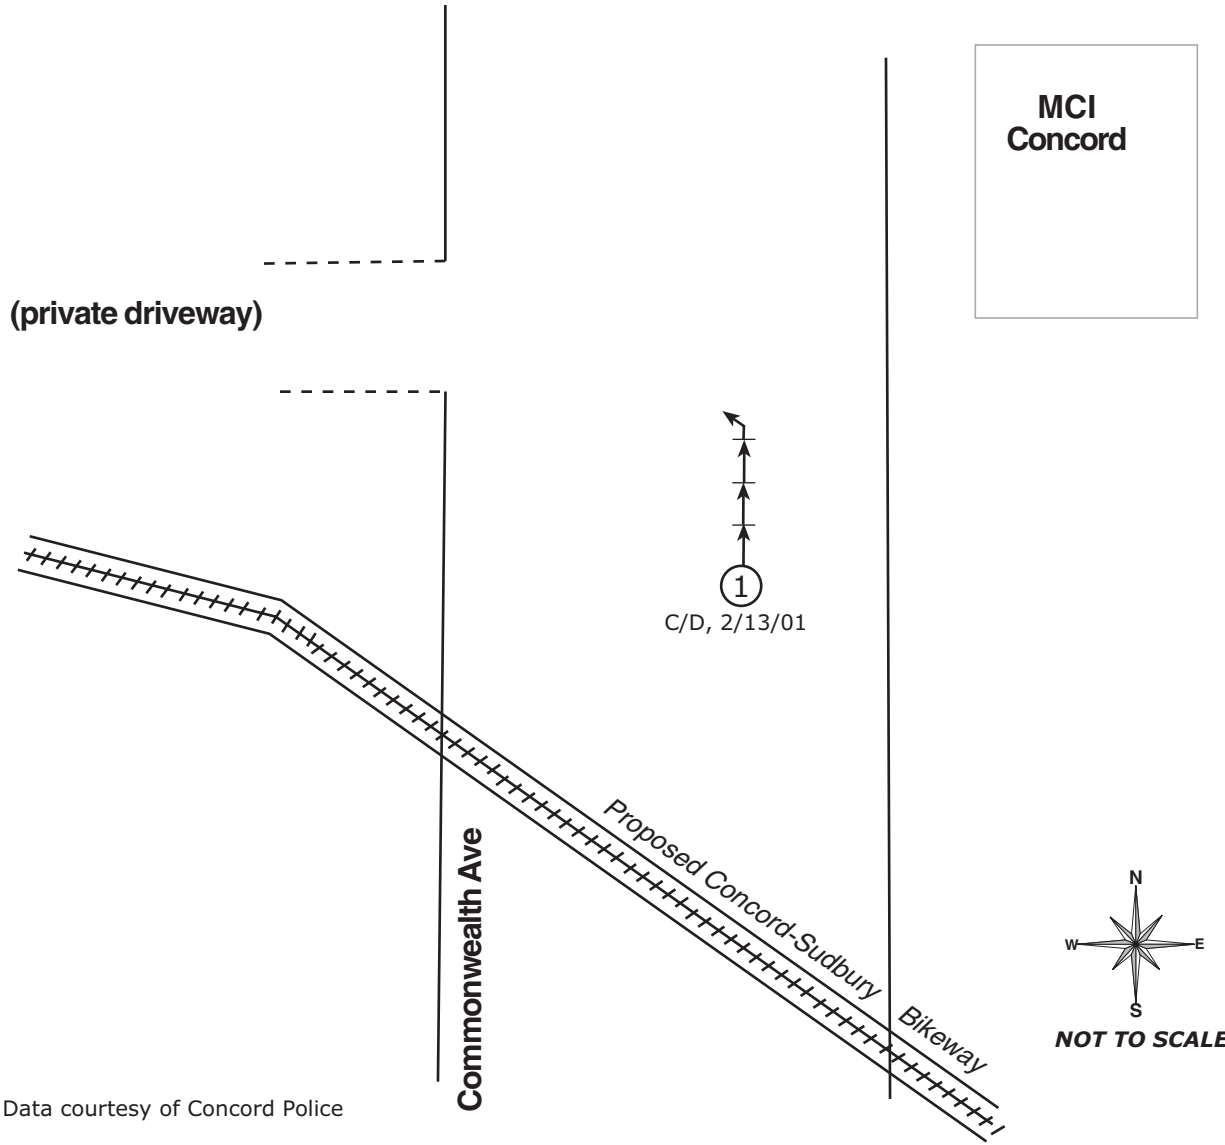 MCI
Concord
(private driveway)
1
C/D, 2/13/01
Proposed Concord-Sudbury Bikeway
Commonwealth Ave
N
W E
S
NOT TO SCALE
Data courtesy of Concord Police